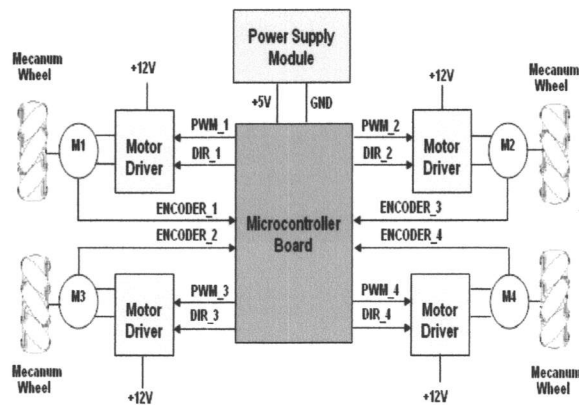 Power Supply
Module
Mecanum
Wheel
+12V
+5V
GND
+12V
Mecanum
Wheel
M1
Motor
Driver
PWM_1
DIR_1
PWM_2
DIR_2
Motor
Driver
M2
ENCODER_1
ENCODER_2
Microcontroller
Board
ENCODER_3
ENCODER_4
M3
Motor
Driver
PWM_3
DIR_3
PWM_4
DIR_4
Motor
Driver
M4
Mecanum
Wheel
+12V
+12V
Mecanum
Wheel